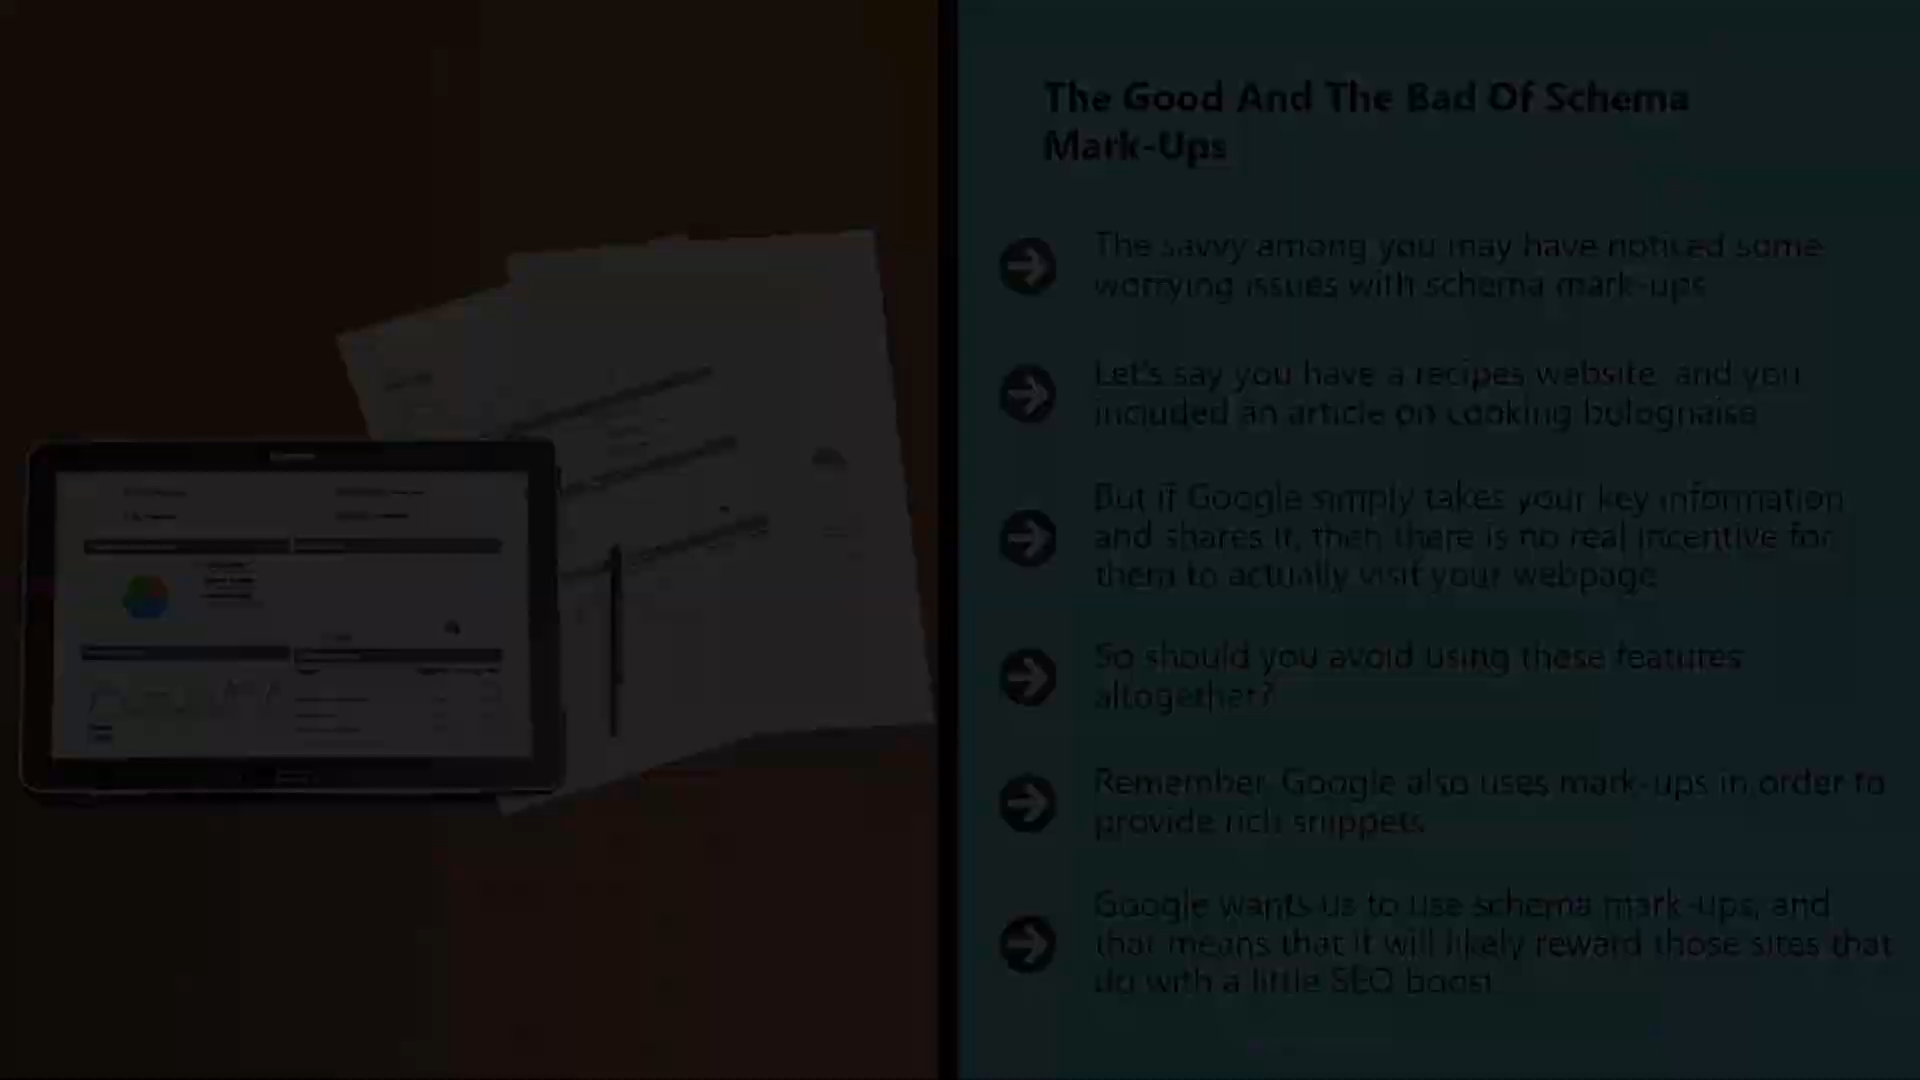 The Good And The Bad Of Schema
Mark-Ups
The savvy among you may have noticed some
worrying issues with schema mark-ups
Let's say you have a recipes website, and you
included an article on cooking bolognaise
But if Google simply takes your key information
and shares it, then there is no real incentive for
them to actually visit your webpage
So should you avoid using these features
altogether?
Remember, Google also uses mark-ups in order to
provide rich snippets
Google wants us to use schema mark-ups, and
that means that it will likely reward those sites that
do with a little SEO boost